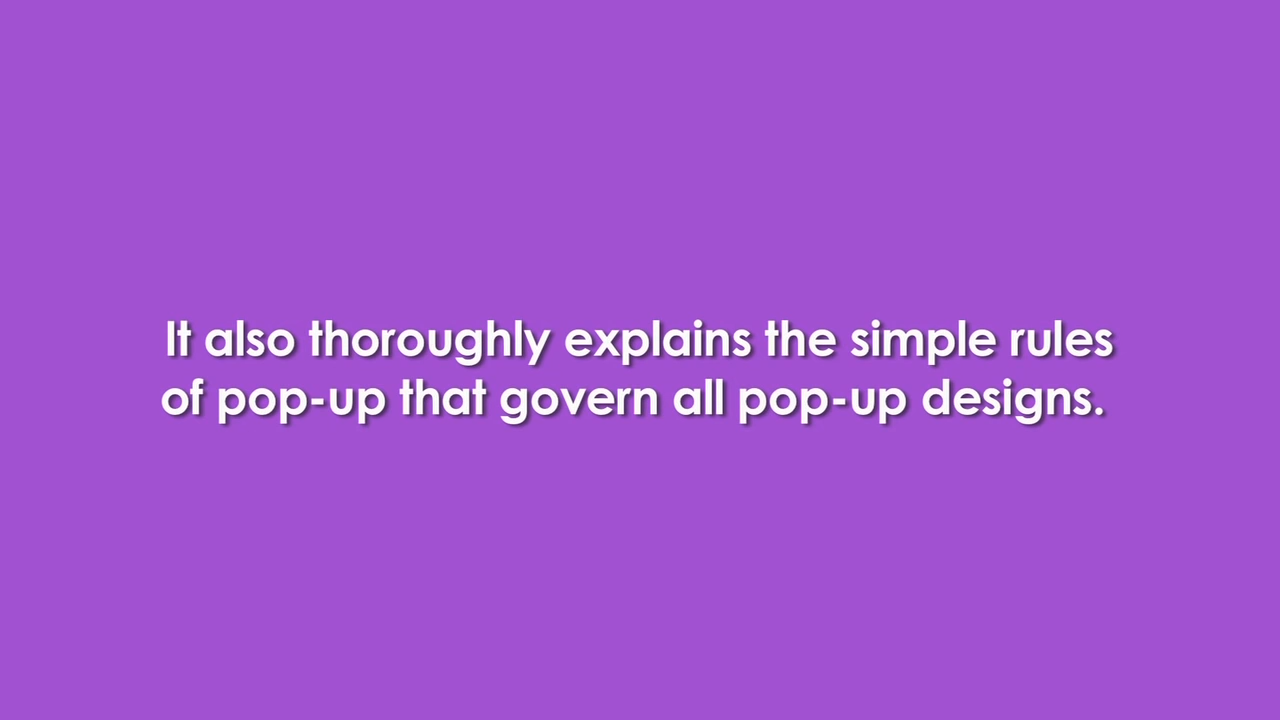 It also thoroughly explains the simple rules
of pop-up that govern all pop-up designs.